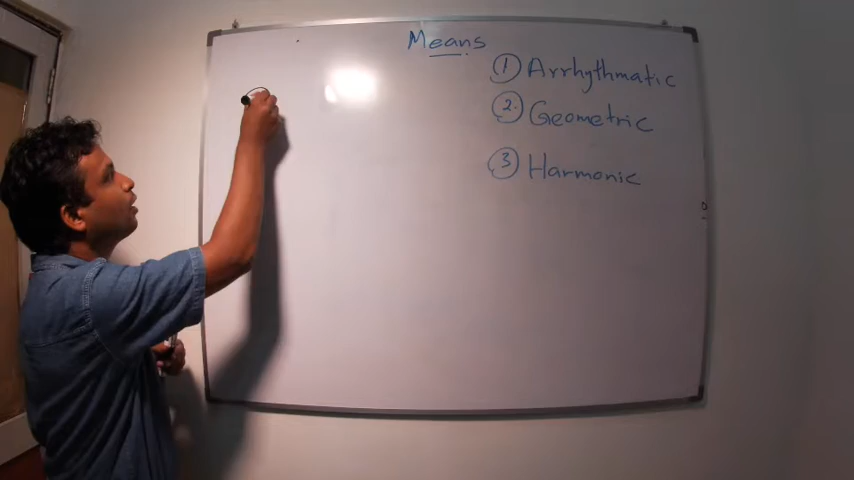 Means
① Arrhythmatic
② Geometric
③ Harmonic